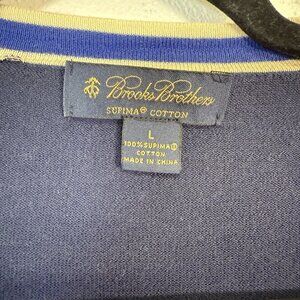 Brooks Brothers
SUPIMA® COTTON
L
100% SUPIMA®
COTTON
MADE IN CHINA